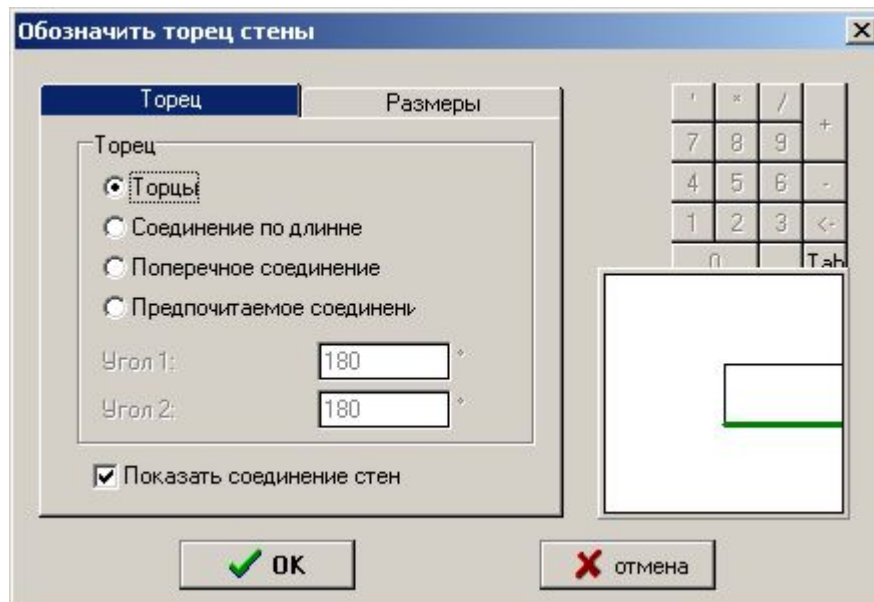 Обозначить торец стены
Торец Размеры
Торец
Торцы
Соединение по длинне
Поперечное соединение
Предпочитаемое соединени
Угол 1: 180 °
Угол 2: 180 °
Показать соединение стен
' * / +
7 8 9
4 5 6 -
1 2 3 <-
0 Tab
OK отмена